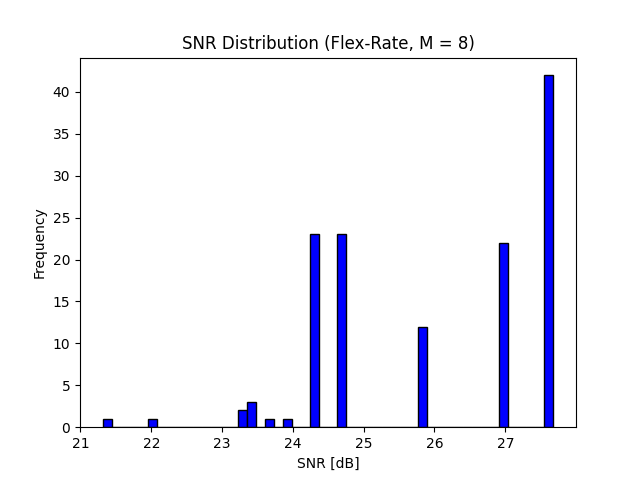 SNR Distribution (Flex-Rate, M = 8)
40
35
30
25
20
15
10
5
0
Frequency
21 22 23 24 25 26 27
SNR [dB]